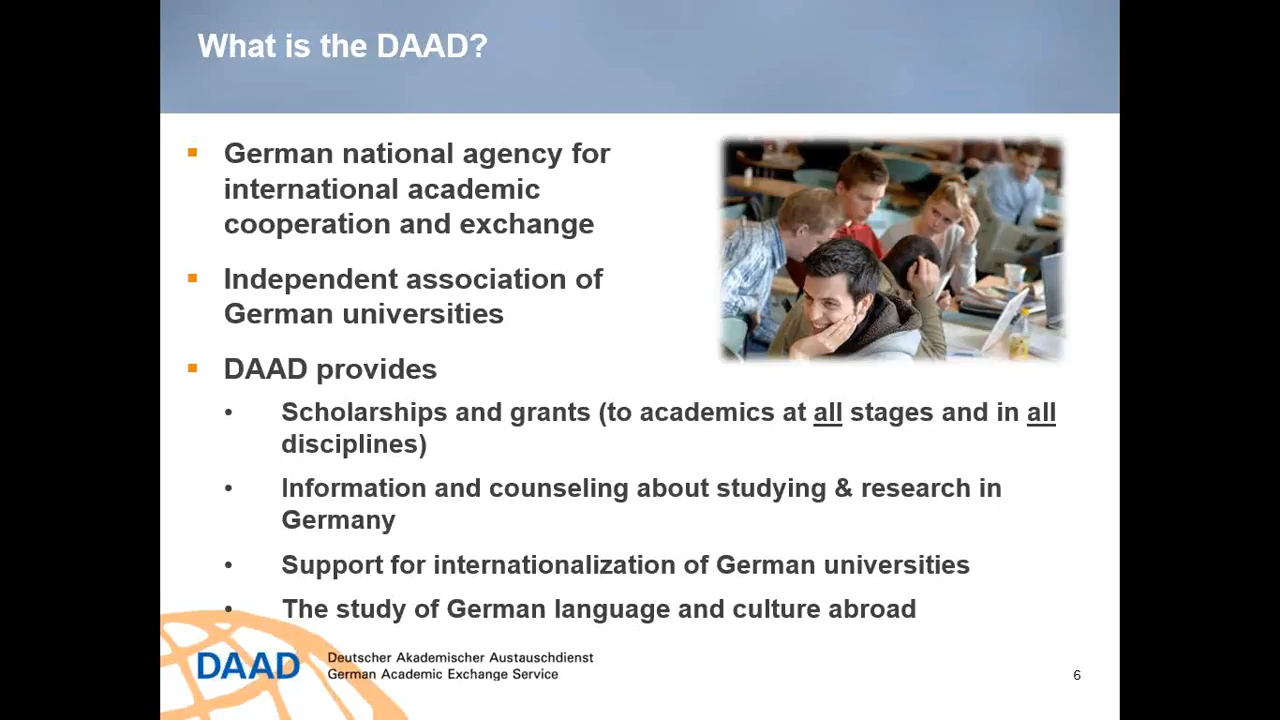 What is the DAAD?
▪ German national agency for
international academic
cooperation and exchange
▪ Independent association of
German universities
▪ DAAD provides
• Scholarships and grants (to academics at all stages and in all
disciplines)
• Information and counseling about studying & research in
Germany
• Support for internationalization of German universities
• The study of German language and culture abroad
DAAD
Deutscher Akademischer Austauschdienst
German Academic Exchange Service
6